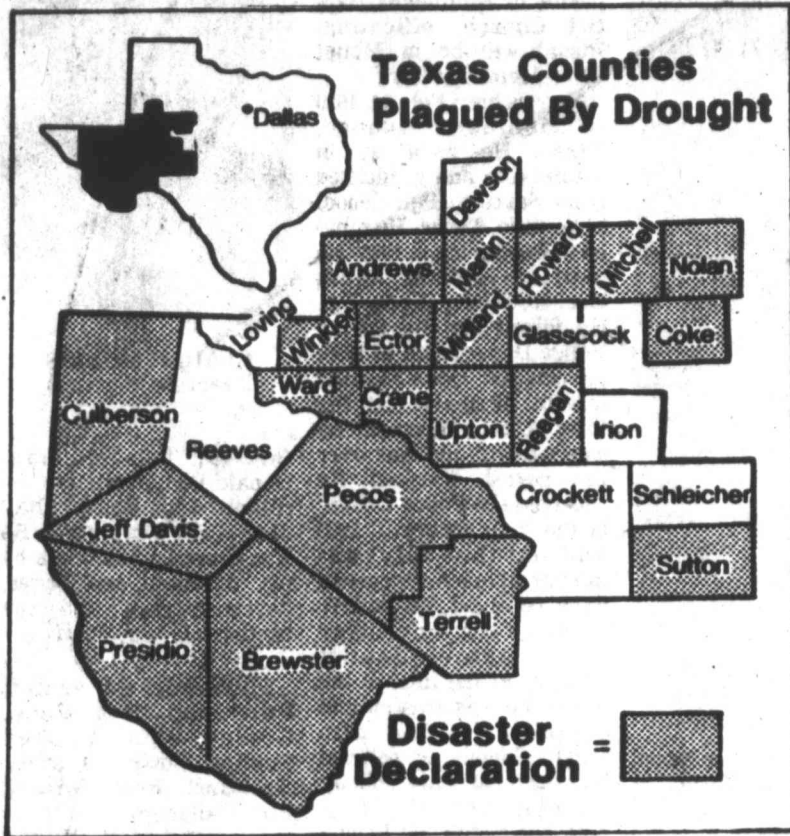 Texas Counties
Plagued By Drought
Dallas
Dawson
Andrews
Martin
Howard
Mitchell
Nolan
Loving
Winkler
Ector
Midland
Glasscock
Coke
Culberson
Ward
Crane
Upton
Reagan
Irion
Reeves
Pecos
Crockett
Schleicher
Jeff Davis
Sutton
Terrell
Presidio
Brewster
Disaster
Declaration =